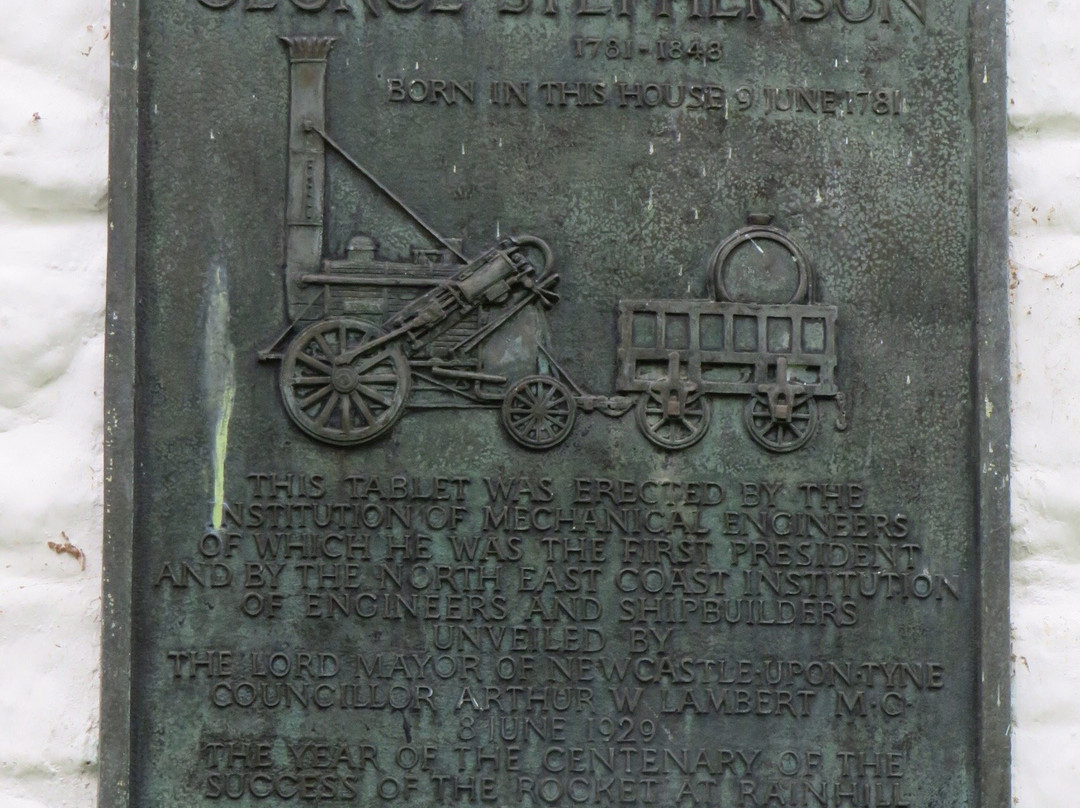 GEORGE STEPHENSON
1781-1848
BORN IN THIS HOUSE 9 JUNE 1781
THIS TABLET WAS ERECTED BY THE
INSTITUTION OF MECHANICAL ENGINEERS
OF WHICH HE WAS THE FIRST PRESIDENT
AND BY THE NORTH EAST COAST INSTITUTION
OF ENGINEERS AND SHIPBUILDERS
UNVEILED BY
THE LORD MAYOR OF NEWCASTLE·UPON·TYNE
COUNCILLOR ARTHUR W LAMBERT M·C·
8 JUNE 1929
THE YEAR OF THE CENTENARY OF THE
SUCCESS OF THE ROCKET AT RAINHILL